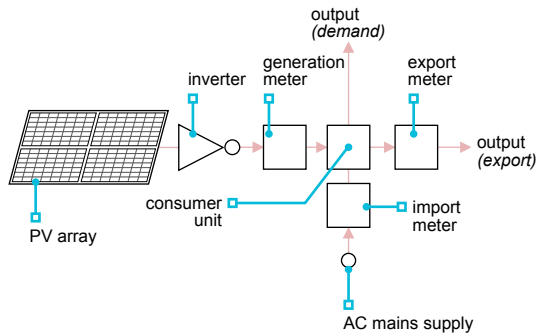 output
(demand)
generation
meter
export
meter
inverter
output
(export)
consumer
unit
import
meter
PV array
AC mains supply